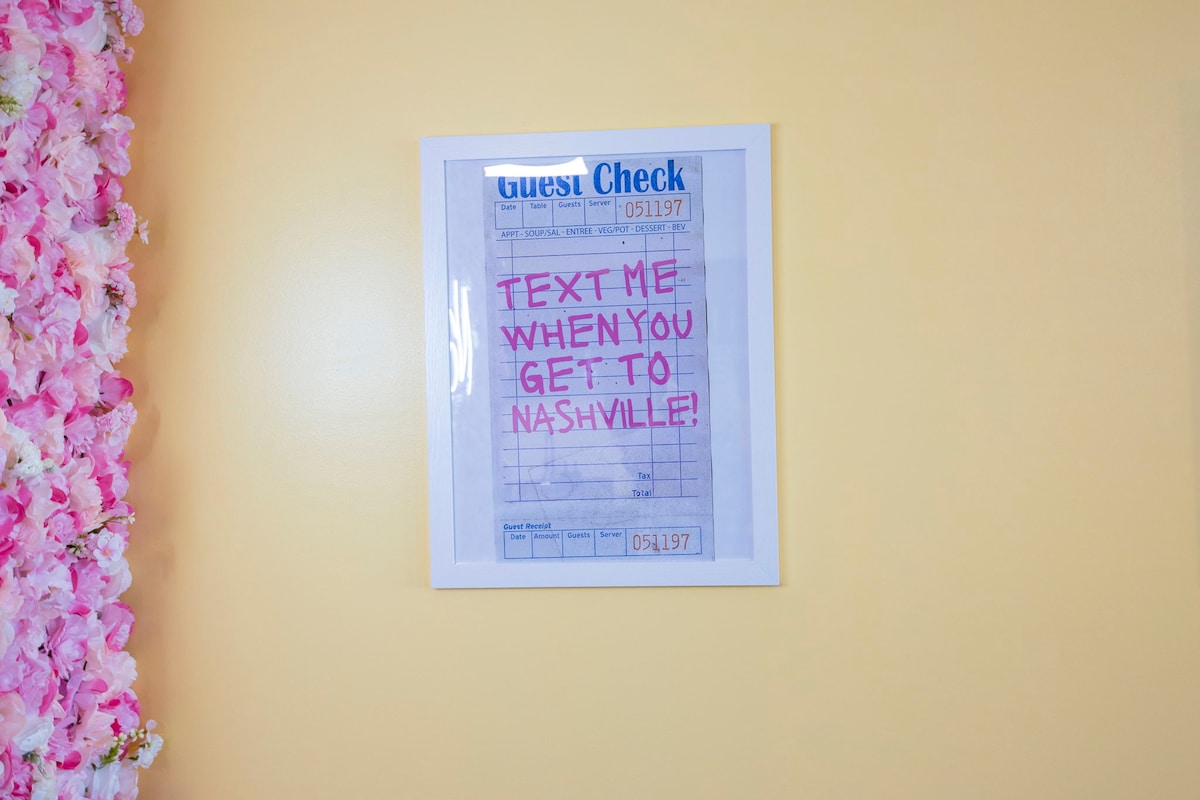 Guest Check
Date Table Guests Server 051197
APPT - SOUP/SAL - ENTREE - VEG/POT - DESSERT - BEV
TEXT ME
WHEN YOU
GET TO
NASHVILLE!
Tax
Total
Guest Receipt
Date Amount Guests Server 051197